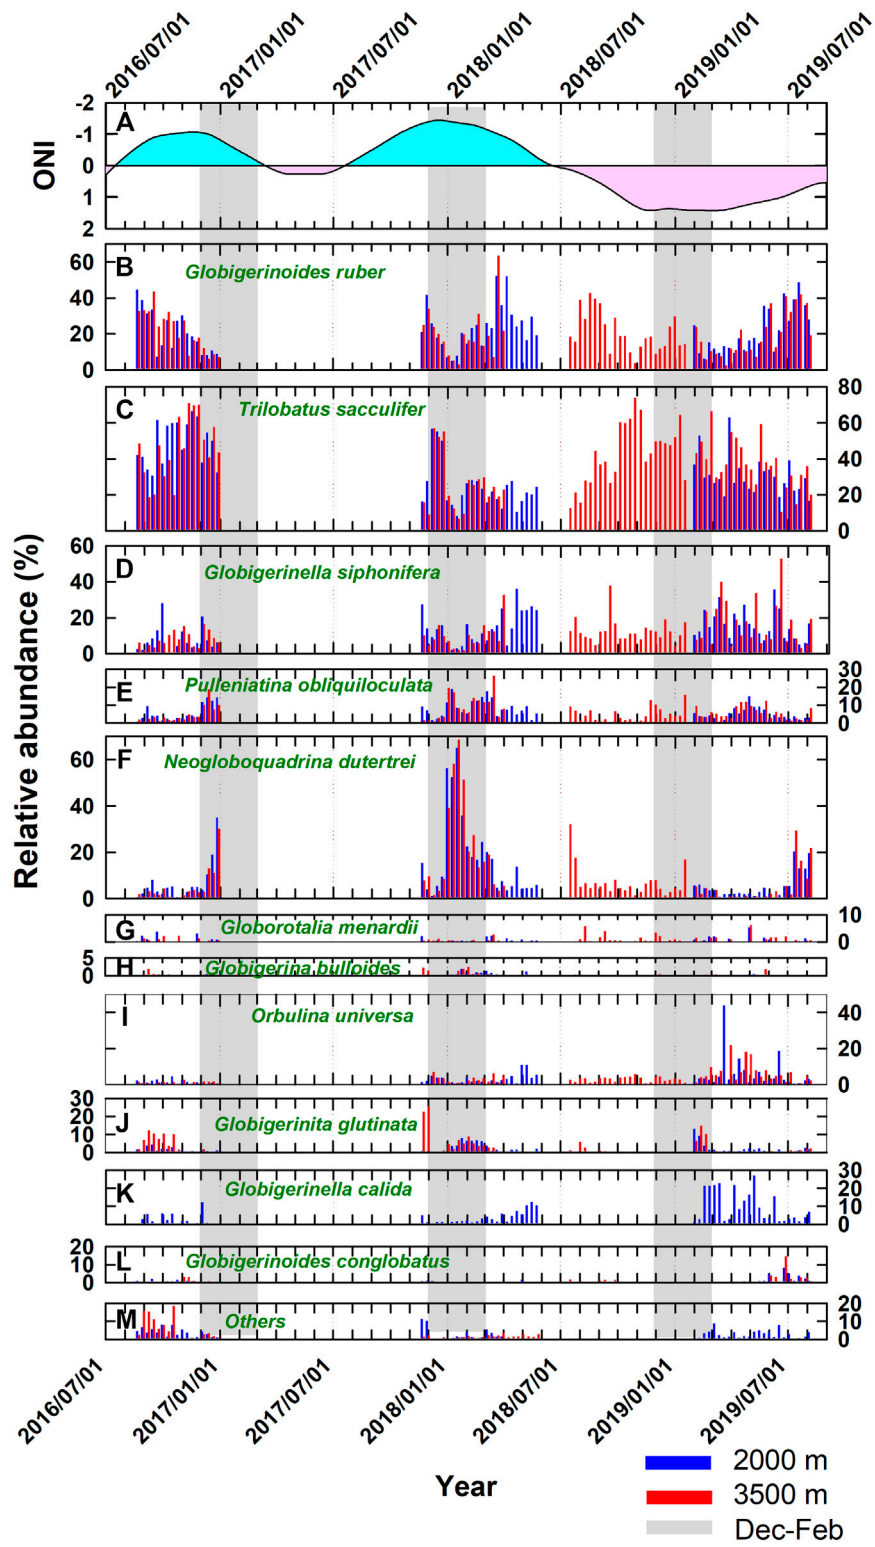 2016/07/01 2017/01/01 2017/07/01 2018/01/01 2018/07/01 2019/01/01 2019/07/01
-2
A
-1
ONI
0
1
2
B
Globigerinoides ruber
60
40
20
0
C
Trilobatus sacculifer
80
60
40
20
0
Relative abundance (%)
D
Globigerinella siphonifera
60
40
20
0
E
Pulleniatina obliquiloculata
30
20
10
0
F
Neogloboquadrina dutertrei
60
40
20
0
G
Globorotalia menardii
10
0
H
Globigerina bulloides
5
0
I
Orbulina universa
40
20
0
J
Globigerinita glutinata
30
20
10
0
K
Globigerinella calida
30
20
10
0
L
Globigerinoides conglobatus
20
10
0
M
Others
20
10
0
2016/07/01 2017/01/01 2017/07/01 2018/01/01 2018/07/01 2019/01/01 2019/07/01
Year
2000 m
3500 m
Dec-Feb